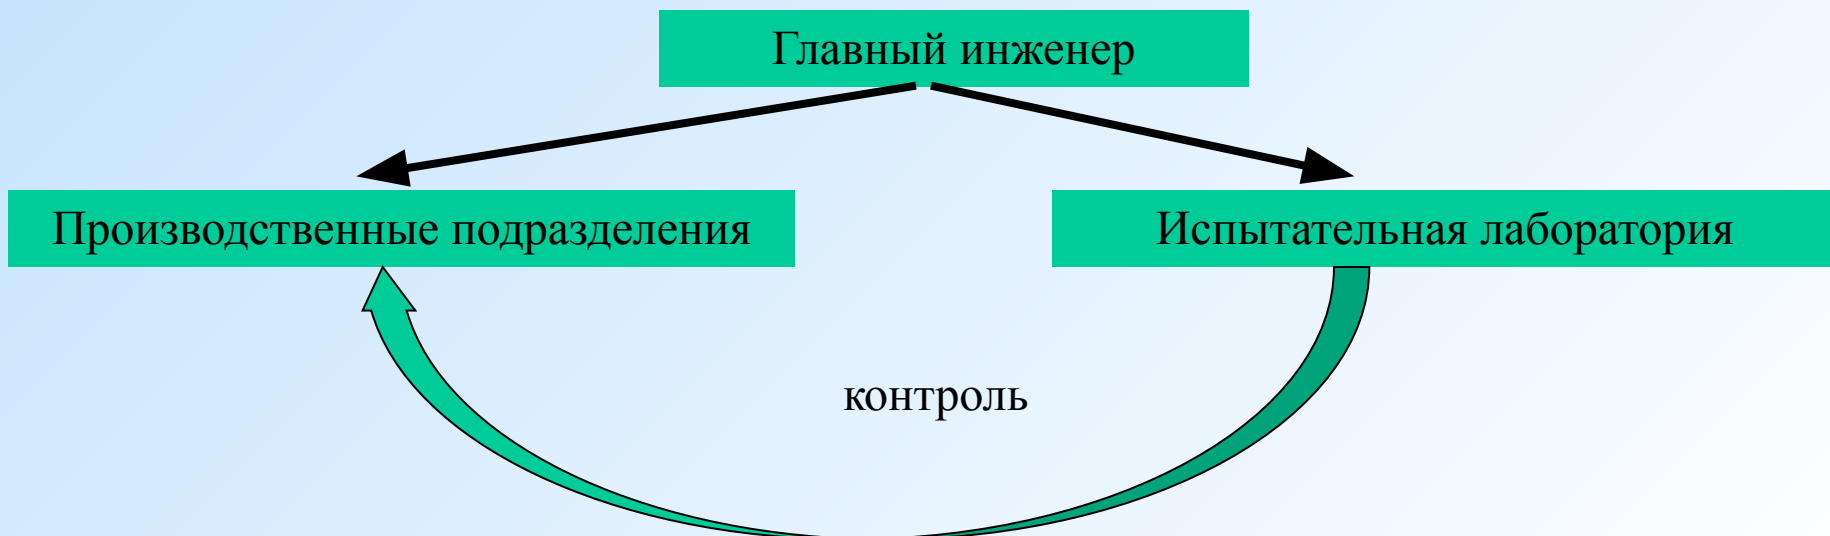 Главный инженер
Производственные подразделения
Испытательная лаборатория
контроль